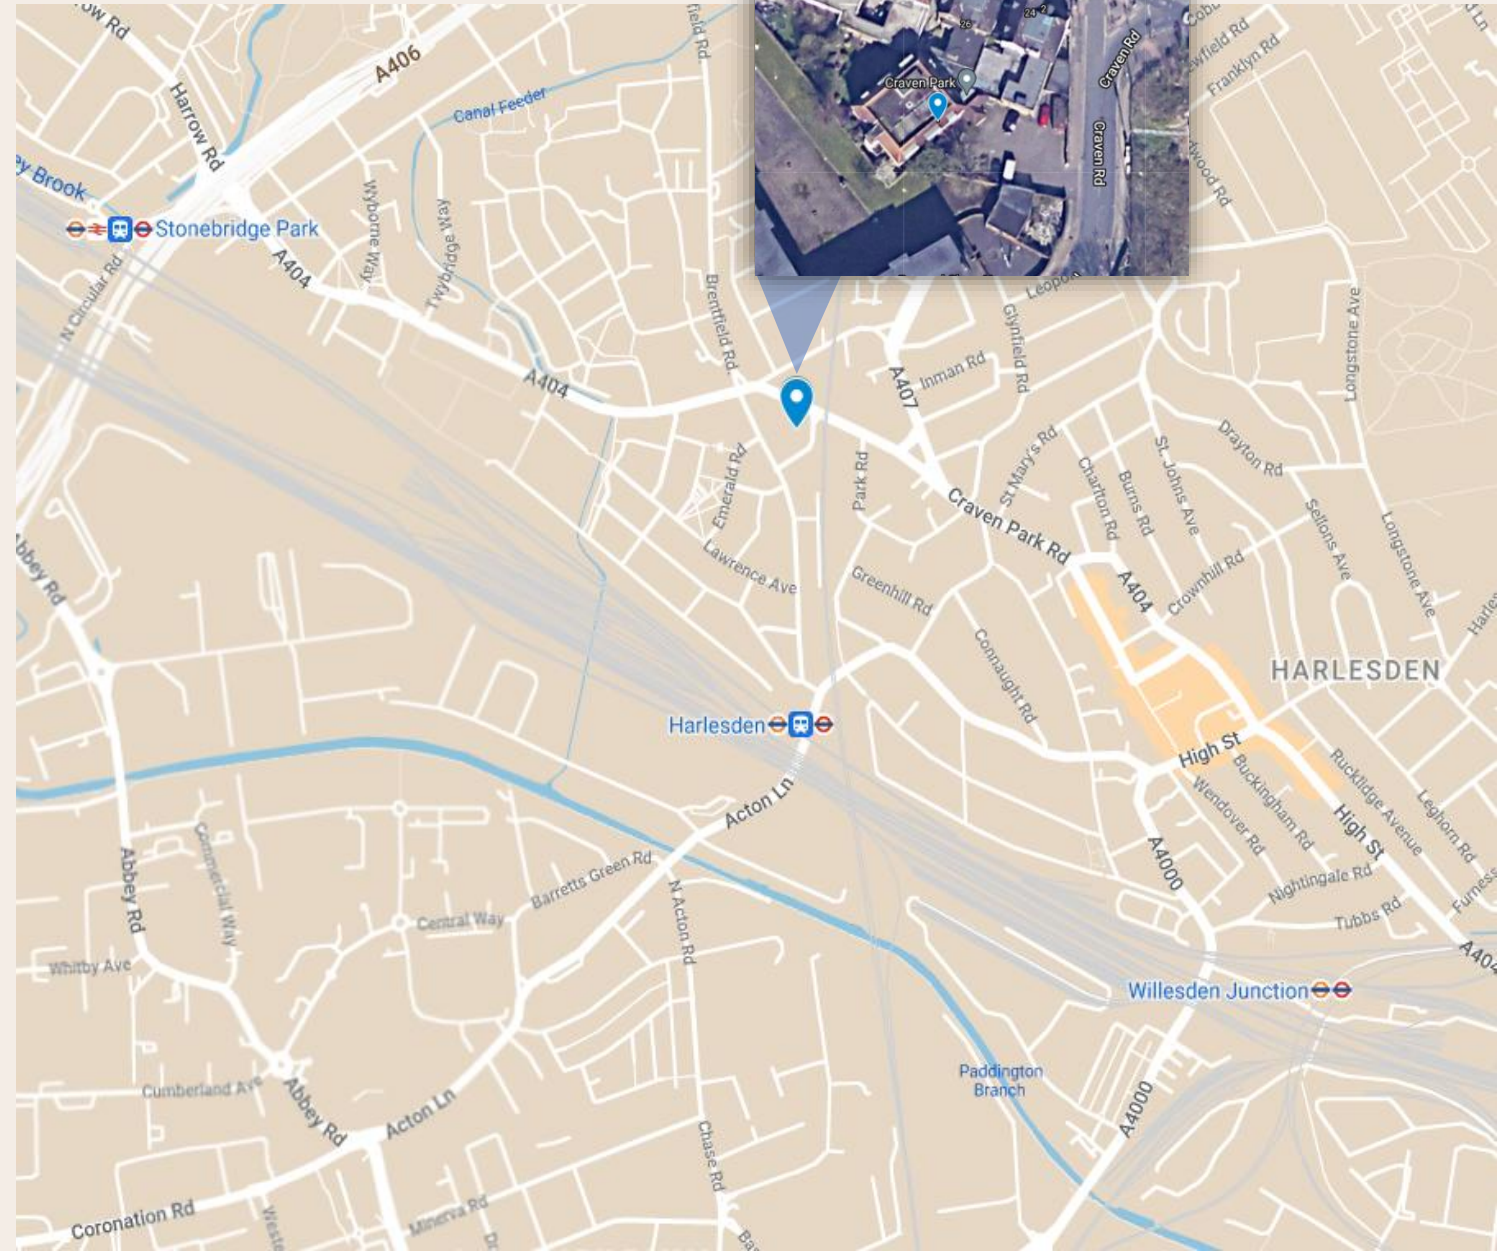 A406
Harrow Rd
Canal Feeder
26
24
2
Craven Park
Craven Rd
Craven Rd
Franklyn Rd
Stonebridge Park
A404
N Circular Rd
Wyborne Way
Twybridge Way
Brentfield Rd
A404
A407
Inman Rd
Glynfield Rd
Longstone Ave
Drayton Rd
St Mary's Rd
Charlton Rd
Burns Rd
St. Johns Ave
Sellons Ave
Longstone Ave
Emerald Rd
Park Rd
Craven Park Rd
Lawrence Ave
Greenhill Rd
A404
Crownhill Rd
Abbey Rd
Connaught Rd
HARLESDEN
Harlesden
High St
Acton Ln
Wendover Rd
Buckingham Rd
Rucklidge Avenue
Leghorn Rd
High St
A4000
Nightingale Rd
Tubbs Rd
Furness
A404
Abbey Rd
Commercial Way
Barretts Green Rd
Central Way
N Acton Rd
Whitby Ave
Willesden Junction
Paddington
Branch
A4000
Cumberland Ave
Abbey Rd
Acton Ln
Chase Rd
Coronation Rd
Minerva Rd